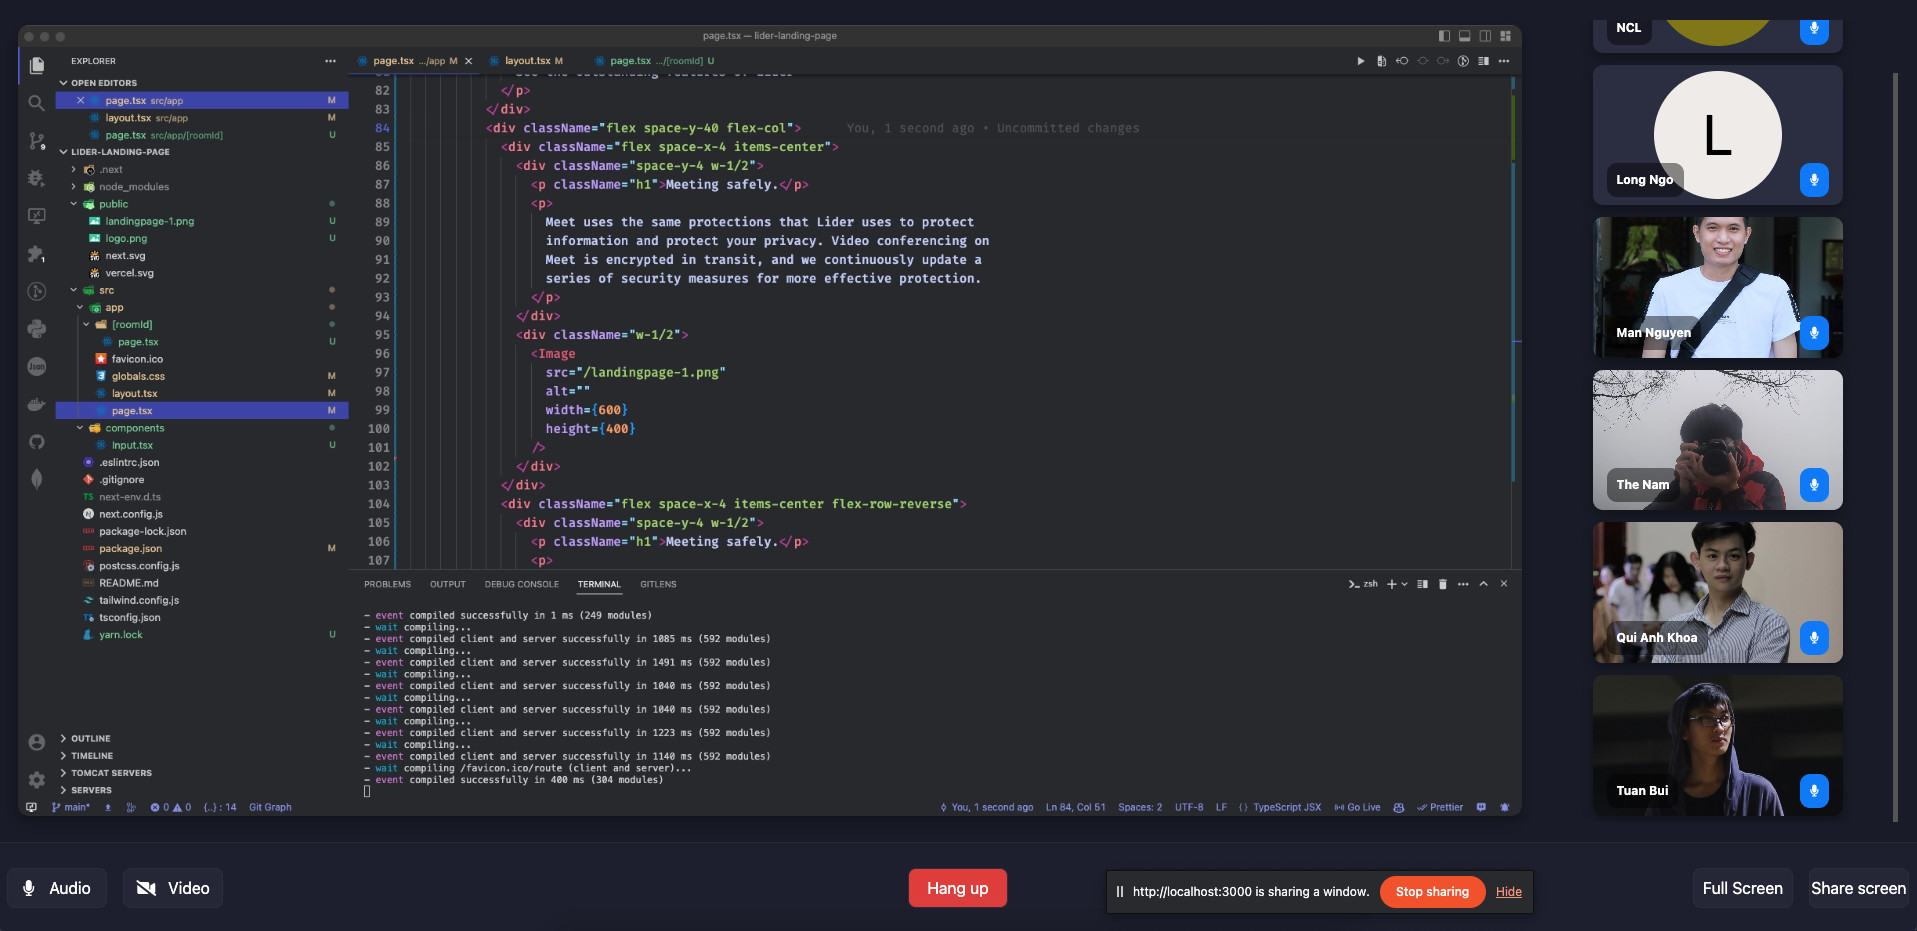 page.tsx — lider-landing-page
EXPLORER
OPEN EDITORS
page.tsx src/app M
layout.tsx src/app M
page.tsx src/app/[roomId] U
LIDER-LANDING-PAGE
.next
node_modules
public
landingpage-1.png U
logo.png U
next.svg
vercel.svg
src
app
[roomId]
page.tsx U
favicon.ico
globals.css M
layout.tsx M
page.tsx M
components
Input.tsx U
.eslintrc.json
.gitignore
TS next-env.d.ts
next.config.js
package-lock.json
package.json M
postcss.config.js
README.md
tailwind.config.js
tsconfig.json
yarn.lock U
OUTLINE
TIMELINE
TOMCAT SERVERS
SERVERS
page.tsx .../app M
layout.tsx M
page.tsx .../[roomId] U
82 </p>
83 </div>
84 <div className="flex space-y-40 flex-col"> You, 1 second ago • Uncommitted changes
85 <div className="flex space-x-4 items-center">
86 <div className="space-y-4 w-1/2">
87 <p className="h1">Meeting safely.</p>
88 <p>
89 Meet uses the same protections that Lider uses to protect
90 information and protect your privacy. Video conferencing on
91 Meet is encrypted in transit, and we continuously update a
92 series of security measures for more effective protection.
93 </p>
94 </div>
95 <div className="w-1/2">
96 <Image
97 src="/landingpage-1.png"
98 alt=""
99 width={600}
100 height={400}
101 />
102 </div>
103 </div>
104 <div className="flex space-x-4 items-center flex-row-reverse">
105 <div className="space-y-4 w-1/2">
106 <p className="h1">Meeting safely.</p>
107 <p>
PROBLEMS OUTPUT DEBUG CONSOLE TERMINAL GITLENS
zsh
- event compiled successfully in 1 ms (249 modules)
- wait compiling...
- event compiled client and server successfully in 1085 ms (592 modules)
- wait compiling...
- event compiled client and server successfully in 1491 ms (592 modules)
- wait compiling...
- event compiled client and server successfully in 1040 ms (592 modules)
- wait compiling...
- event compiled client and server successfully in 1040 ms (592 modules)
- wait compiling...
- event compiled client and server successfully in 1223 ms (592 modules)
- wait compiling...
- event compiled client and server successfully in 1140 ms (592 modules)
- wait compiling /favicon.ico/route (client and server)...
- event compiled successfully in 400 ms (304 modules)
main* 0 0 {..} : 14 Git Graph
You, 1 second ago Ln 84, Col 51 Spaces: 2 UTF-8 LF {} TypeScript JSX Go Live Prettier
NCL
L
Long Ngo
Man Nguyen
The Nam
Qui Anh Khoa
Tuan Bui
Audio
Video
Hang up
http://localhost:3000 is sharing a window.
Stop sharing
Hide
Full Screen
Share screen